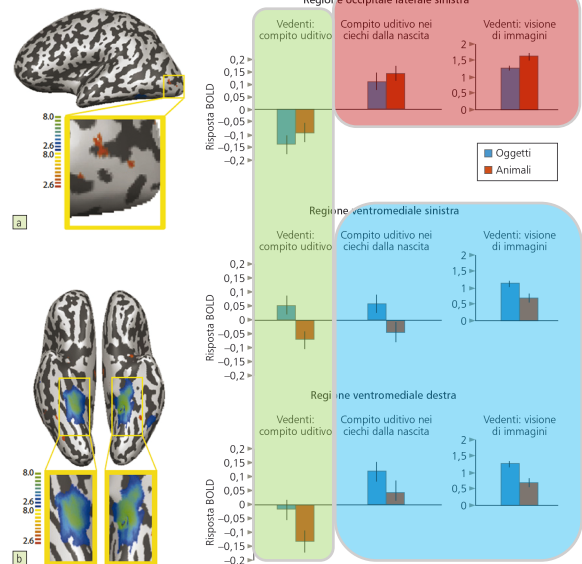 Regione occipitale laterale sinistra
Vedenti:
compito uditivo
Compito uditivo nei
ciechi dalla nascita
Vedenti: visione
di immagini
Risposta BOLD
0,2
0,15
0,1
0,05
0
−0,05
−0,1
−0,15
−0,2
2
1,5
1
0,5
0
8.0
2.6
8.0
2.6
a
Oggetti
Animali
Regione ventromediale sinistra
Vedenti:
compito uditivo
Compito uditivo nei
ciechi dalla nascita
Vedenti: visione
di immagini
Risposta BOLD
0,2
0,15
0,1
0,05
0
−0,05
−0,1
−0,15
−0,2
2
1,5
1
0,5
0
Regione ventromediale destra
Vedenti:
compito uditivo
Compito uditivo nei
ciechi dalla nascita
Vedenti: visione
di immagini
Risposta BOLD
0,2
0,15
0,1
0,05
0
−0,05
−0,1
−0,15
−0,2
2
1,5
1
0,5
0
8.0
2.6
8.0
2.6
b